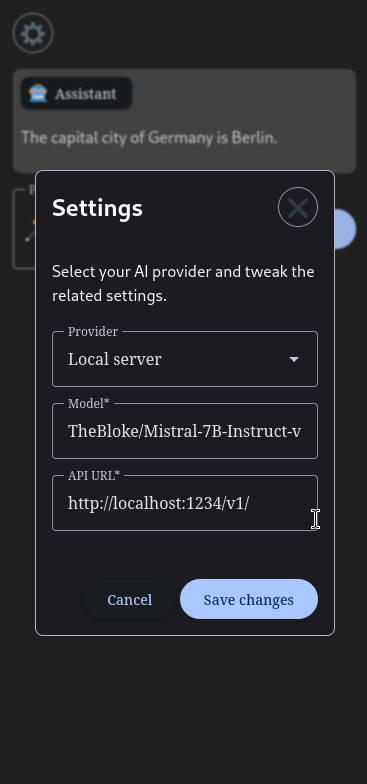 Assistant
The capital city of Germany is Berlin.
Settings
Select your AI provider and tweak the
related settings.
Provider
Local server
Model*
TheBloke/Mistral-7B-Instruct-v
API URL*
http://localhost:1234/v1/
Cancel
Save changes